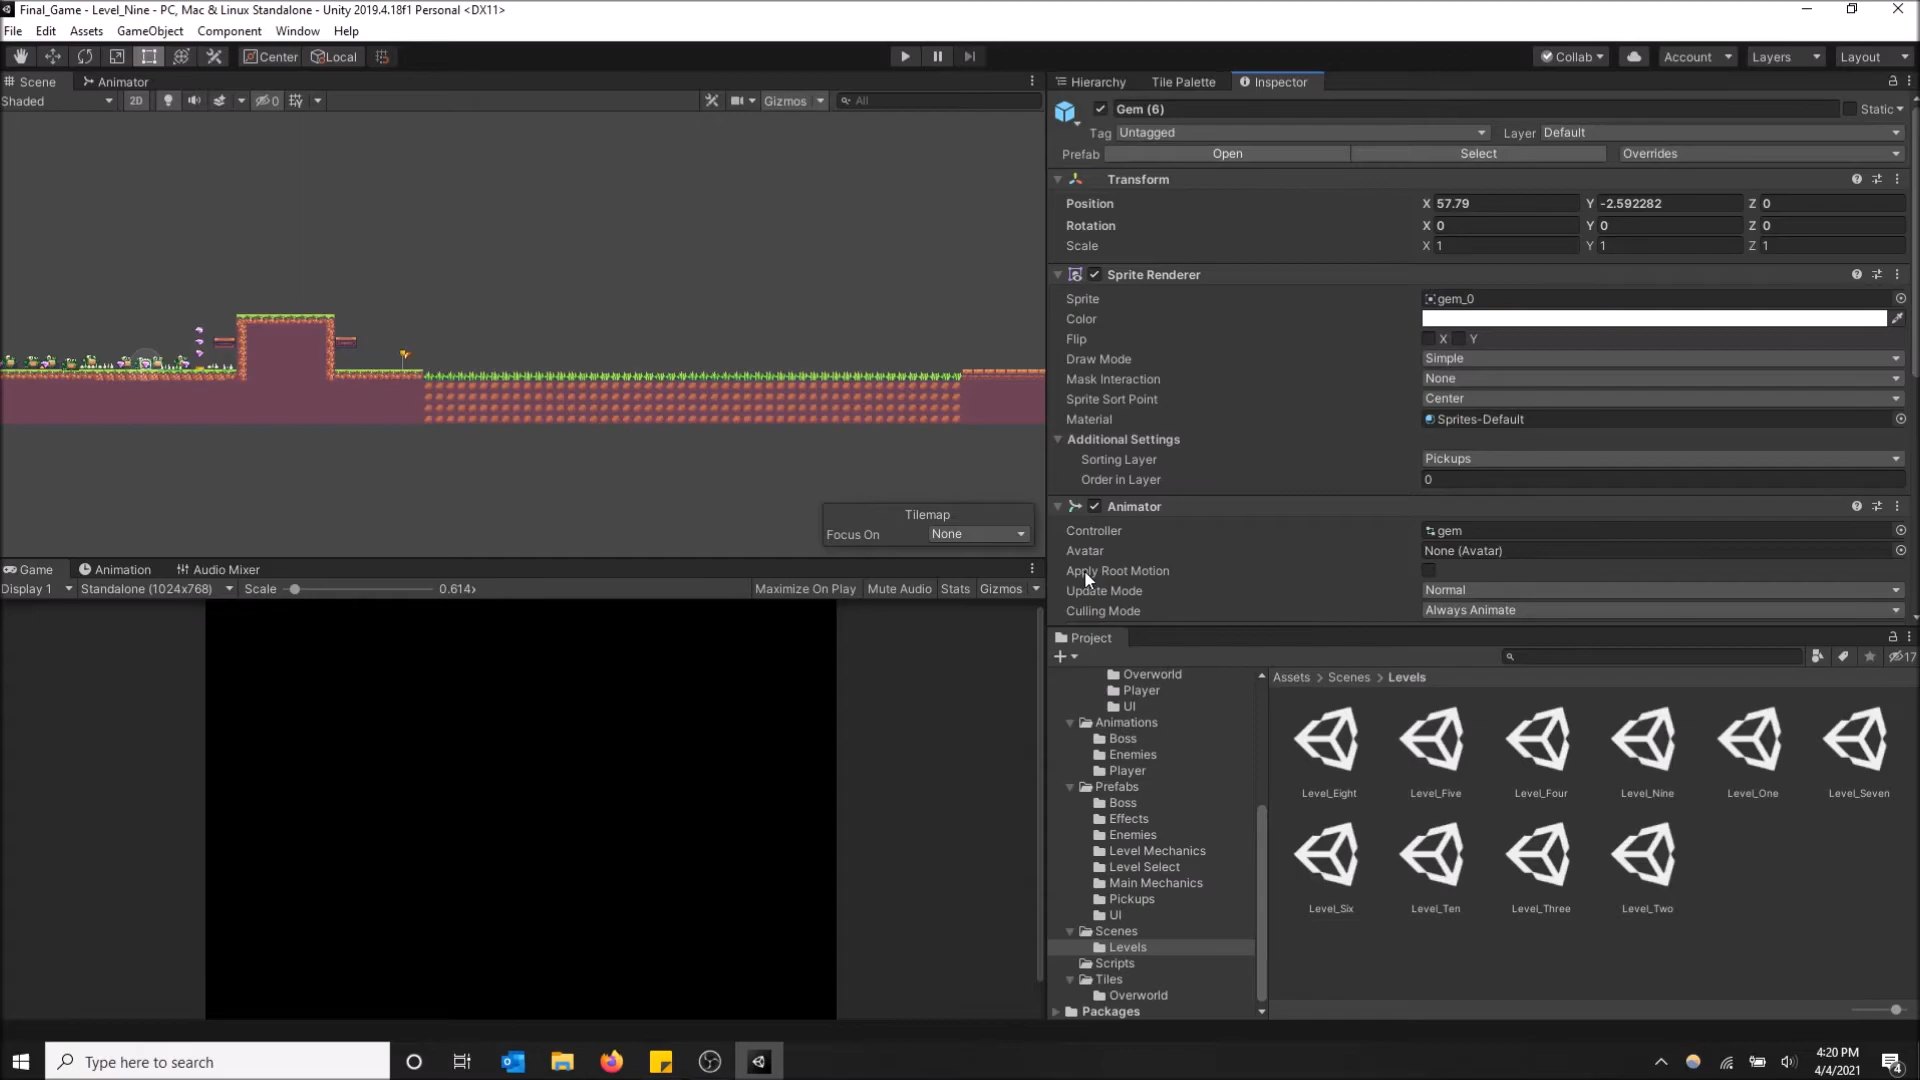 Final_Game - Level_Nine - PC, Mac & Linux Standalone - Unity 2019.4.18f1 Personal <DX11>
File Edit Assets GameObject Component Window Help
Center Local Collab Account Layers Layout
Scene Animator
Shaded 2D 0 Gizmos All
Tilemap
Focus On None
Game Animation Audio Mixer
Display 1 Standalone (1024x768) Scale 0.614x Maximize On Play Mute Audio Stats Gizmos
Hierarchy Tile Palette Inspector
Gem (6) Static
Tag Untagged Layer Default
Prefab Open Select Overrides
Transform
Position X 57.79 Y -2.592282 Z 0
Rotation X 0 Y 0 Z 0
Scale X 1 Y 1 Z 1
Sprite Renderer
Sprite gem_0
Color
Flip X Y
Draw Mode Simple
Mask Interaction None
Sprite Sort Point Center
Material Sprites-Default
Additional Settings
Sorting Layer Pickups
Order in Layer 0
Animator
Controller gem
Avatar None (Avatar)
Apply Root Motion
Update Mode Normal
Culling Mode Always Animate
Project
17
Overworld
Player
UI
Animations
Boss
Enemies
Player
Prefabs
Boss
Effects
Enemies
Level Mechanics
Level Select
Main Mechanics
Pickups
UI
Scenes
Levels
Scripts
Tiles
Overworld
Packages
Assets > Scenes > Levels
Level_Eight Level_Five Level_Four Level_Nine Level_One Level_Seven
Level_Six Level_Ten Level_Three Level_Two
Type here to search
4:20 PM
4/4/2021
4